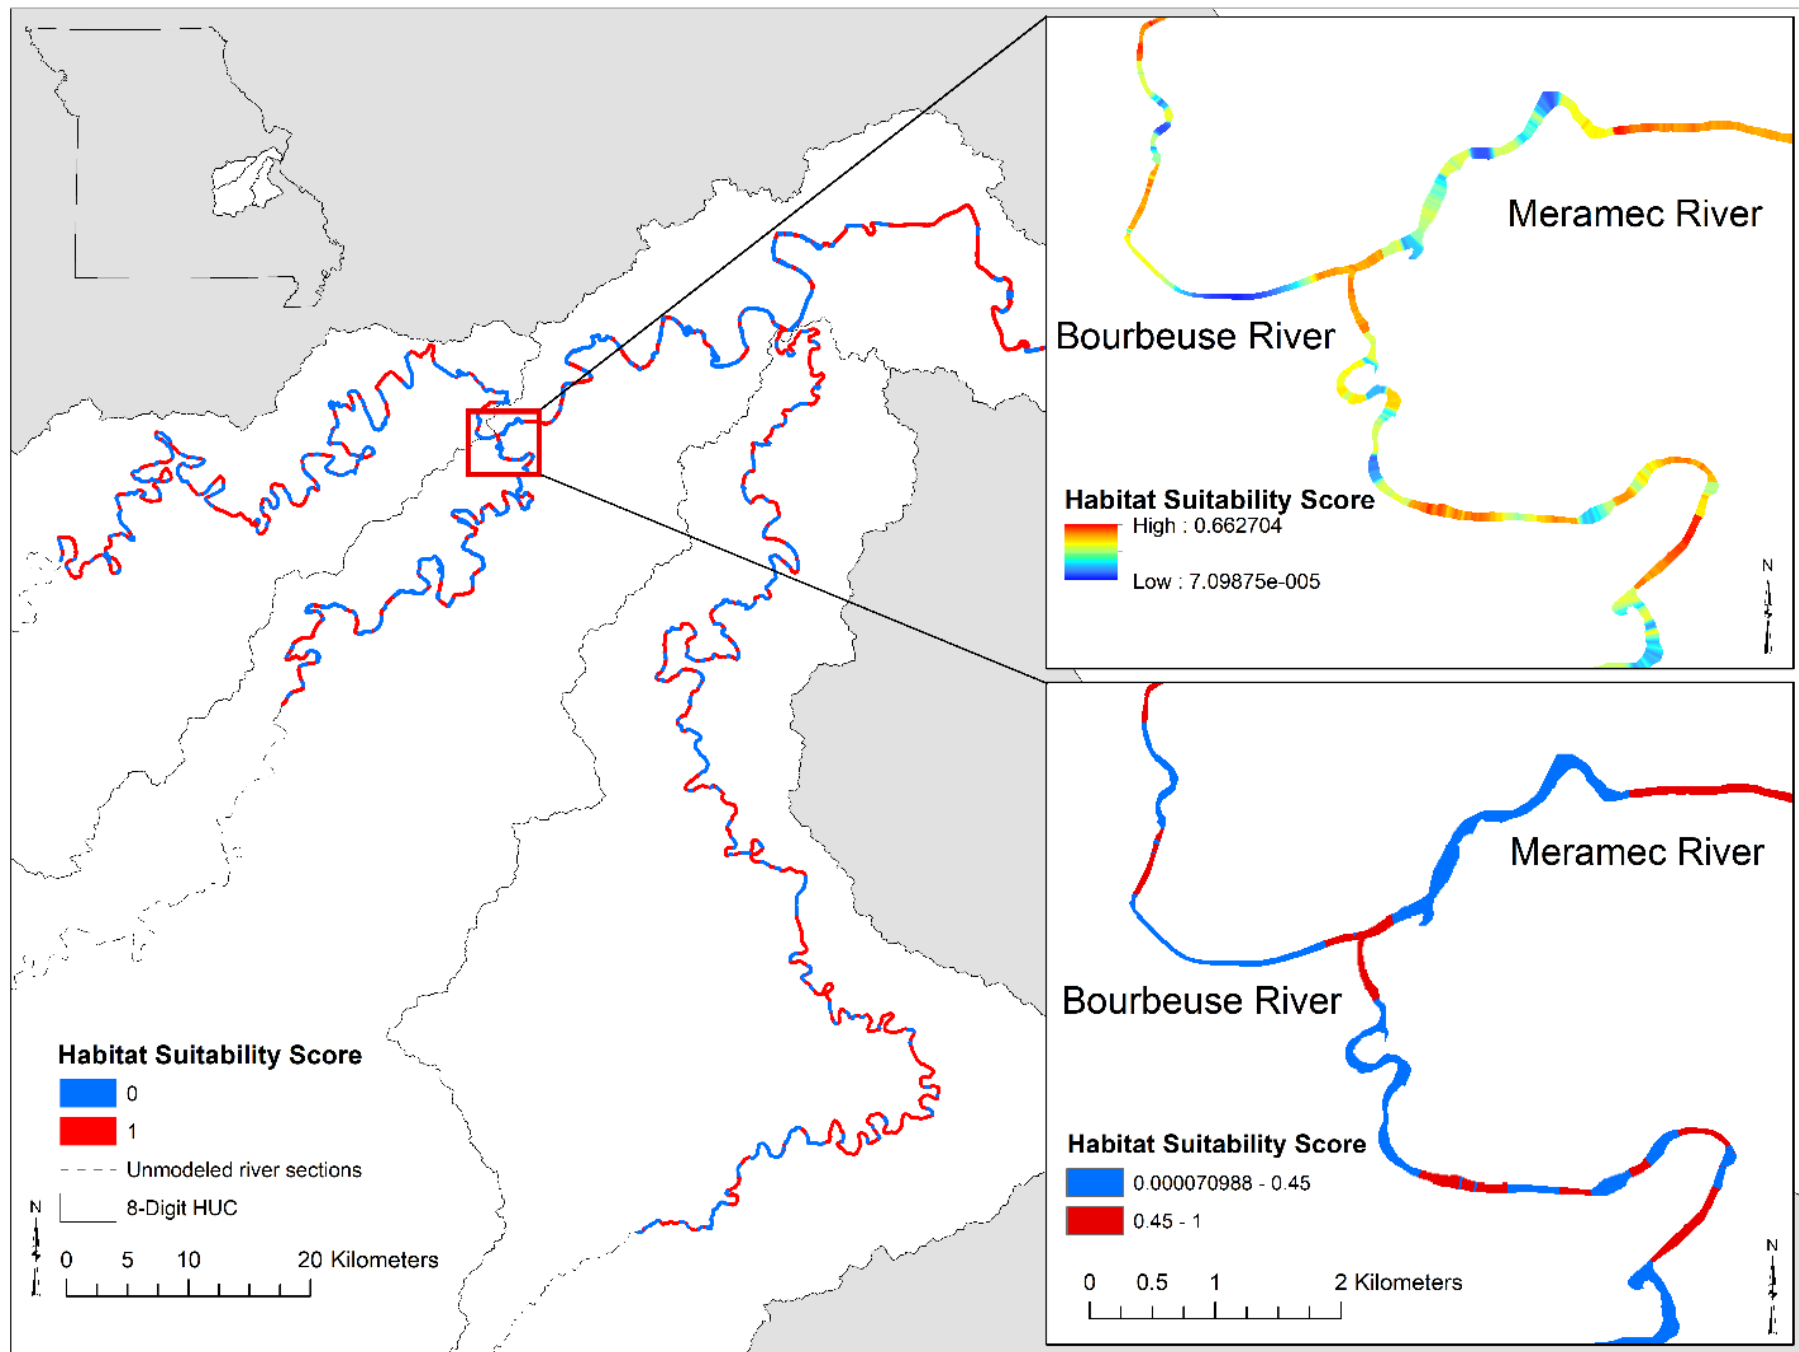 Meramec River
Bourbeuse River
Habitat Suitability Score
High : 0.662704
Low : 7.09875e-005
N
Meramec River
Bourbeuse River
Habitat Suitability Score
0.000070988 - 0.45
0.45 - 1
N
0 0.5 1 2 Kilometers
Habitat Suitability Score
0
1
Unmodeled river sections
8-Digit HUC
N
0 5 10 20 Kilometers